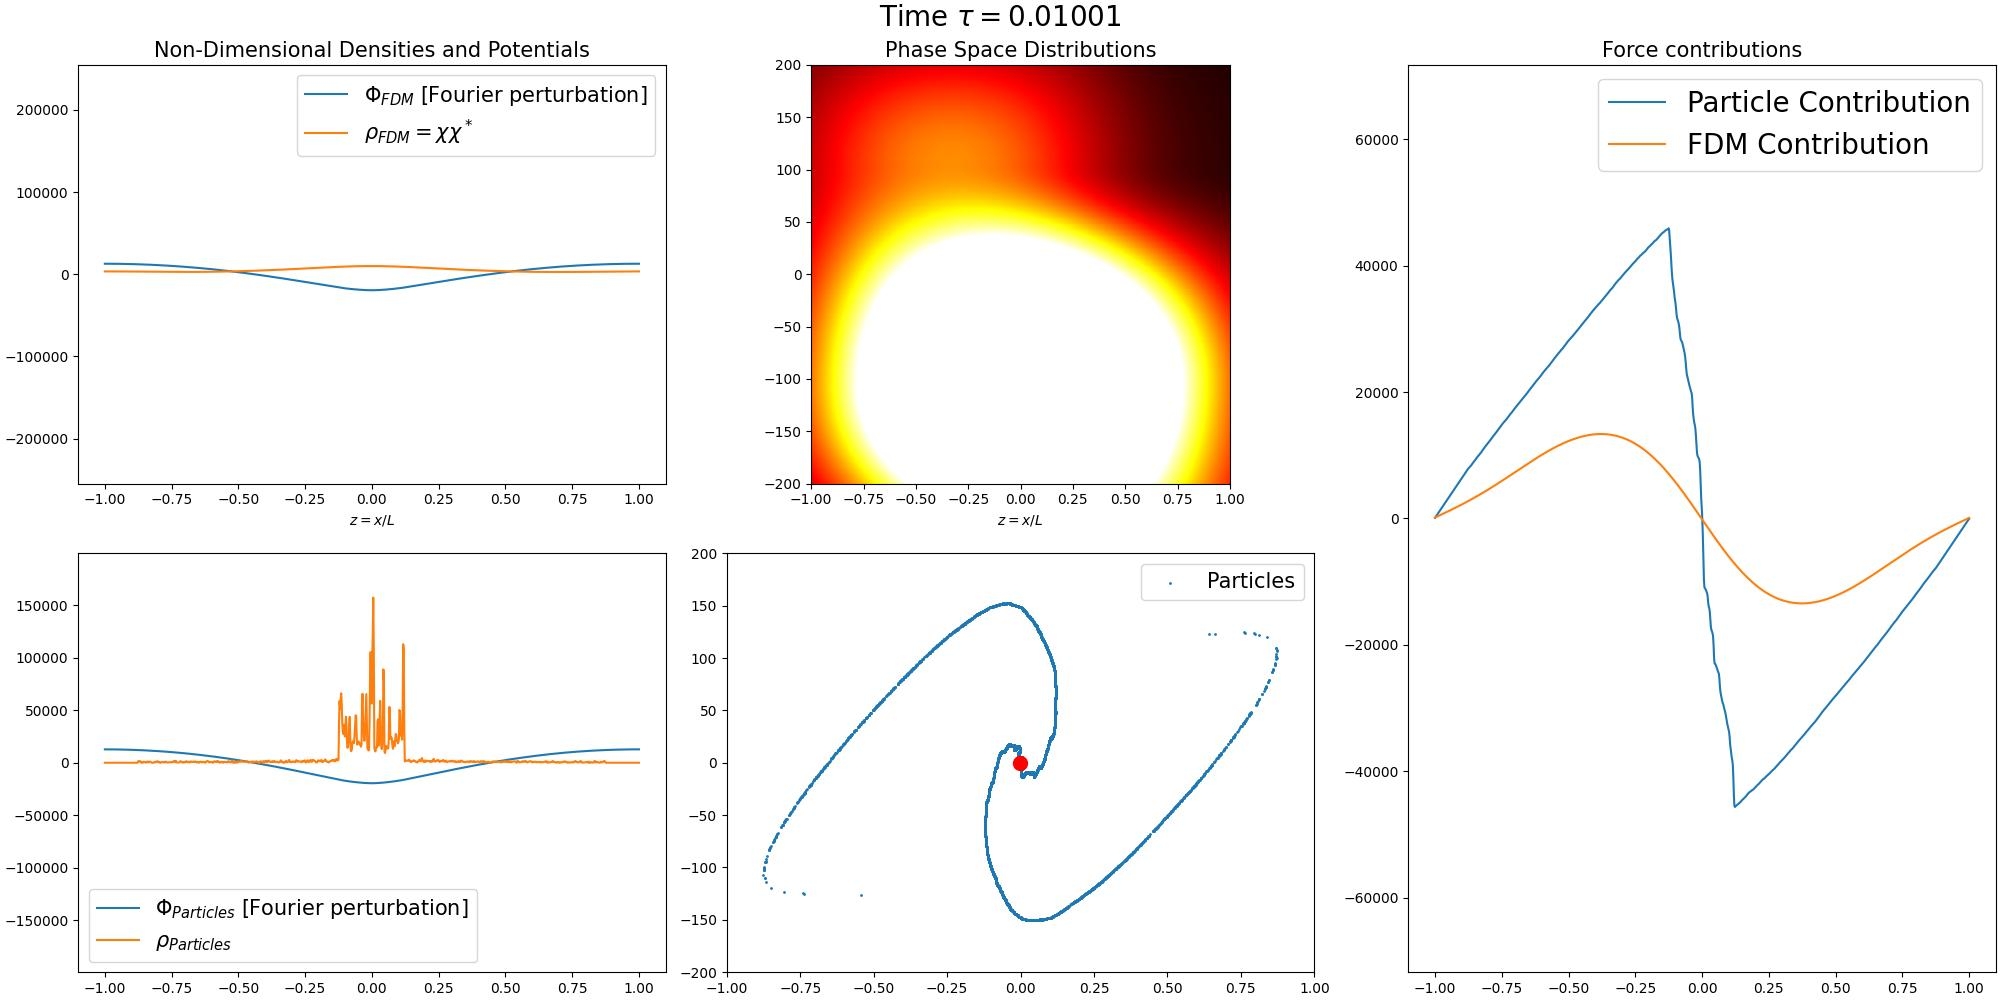 Time τ = 0.01001
Non-Dimensional Densities and Potentials
Φ_FDM [Fourier perturbation]
ρ_FDM = χχ*
200000
100000
0
−100000
−200000
−1.00 −0.75 −0.50 −0.25 0.00 0.25 0.50 0.75 1.00
z = x/L
Phase Space Distributions
200
150
100
50
0
−50
−100
−150
−200
−1.00 −0.75 −0.50 −0.25 0.00 0.25 0.50 0.75 1.00
z = x/L
Force contributions
Particle Contribution
FDM Contribution
60000
40000
20000
0
−20000
−40000
−60000
−1.00 −0.75 −0.50 −0.25 0.00 0.25 0.50 0.75 1.00
150000
100000
50000
0
−50000
−100000
−150000
Φ_Particles [Fourier perturbation]
ρ_Particles
−1.00 −0.75 −0.50 −0.25 0.00 0.25 0.50 0.75 1.00
Particles
200
150
100
50
0
−50
−100
−150
−200
−1.00 −0.75 −0.50 −0.25 0.00 0.25 0.50 0.75 1.00